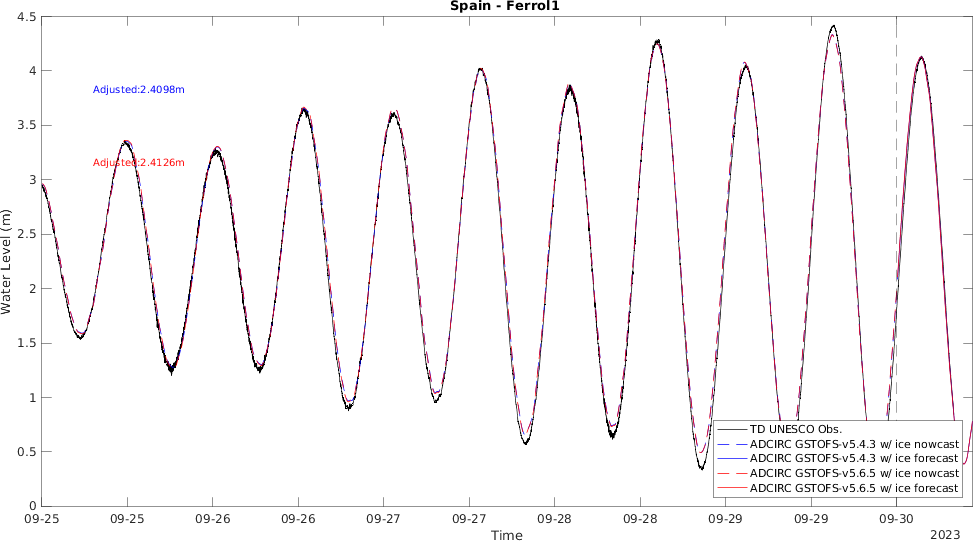 Spain - Ferrol1
4.5
4
3.5
3
2.5
2
1.5
1
0.5
0
Water Level (m)
Adjusted:2.4098m
Adjusted:2.4126m
TD UNESCO Obs.
ADCIRC GSTOFS-v5.4.3 w/ ice nowcast
ADCIRC GSTOFS-v5.4.3 w/ ice forecast
ADCIRC GSTOFS-v5.6.5 w/ ice nowcast
ADCIRC GSTOFS-v5.6.5 w/ ice forecast
09-25 09-25 09-26 09-26 09-27 09-27 09-28 09-28 09-29 09-29 09-30
Time
2023